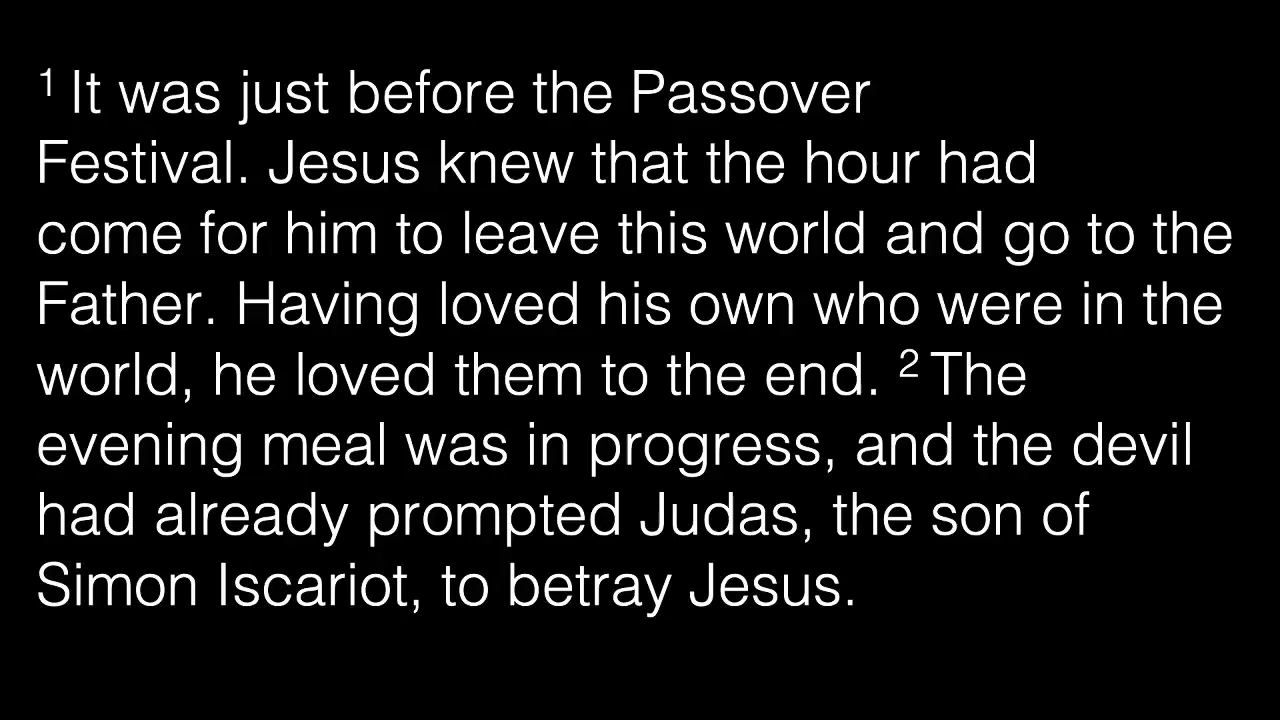 ¹ It was just before the Passover
Festival. Jesus knew that the hour had
come for him to leave this world and go to the
Father. Having loved his own who were in the
world, he loved them to the end. ² The
evening meal was in progress, and the devil
had already prompted Judas, the son of
Simon Iscariot, to betray Jesus.